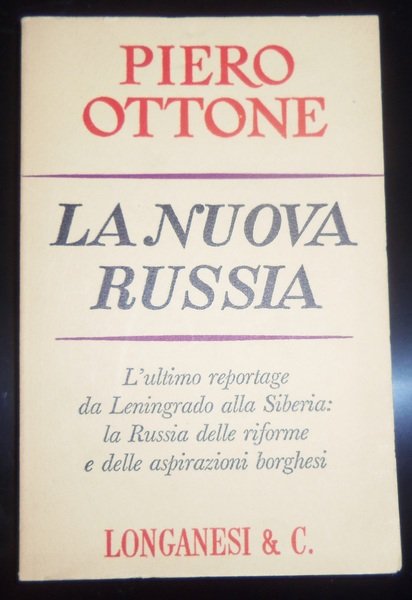 PIERO
OTTONE
LA NUOVA
RUSSIA
L'ultimo reportage
da Leningrado alla Siberia:
la Russia delle riforme
e delle aspirazioni borghesi
LONGANESI & C.